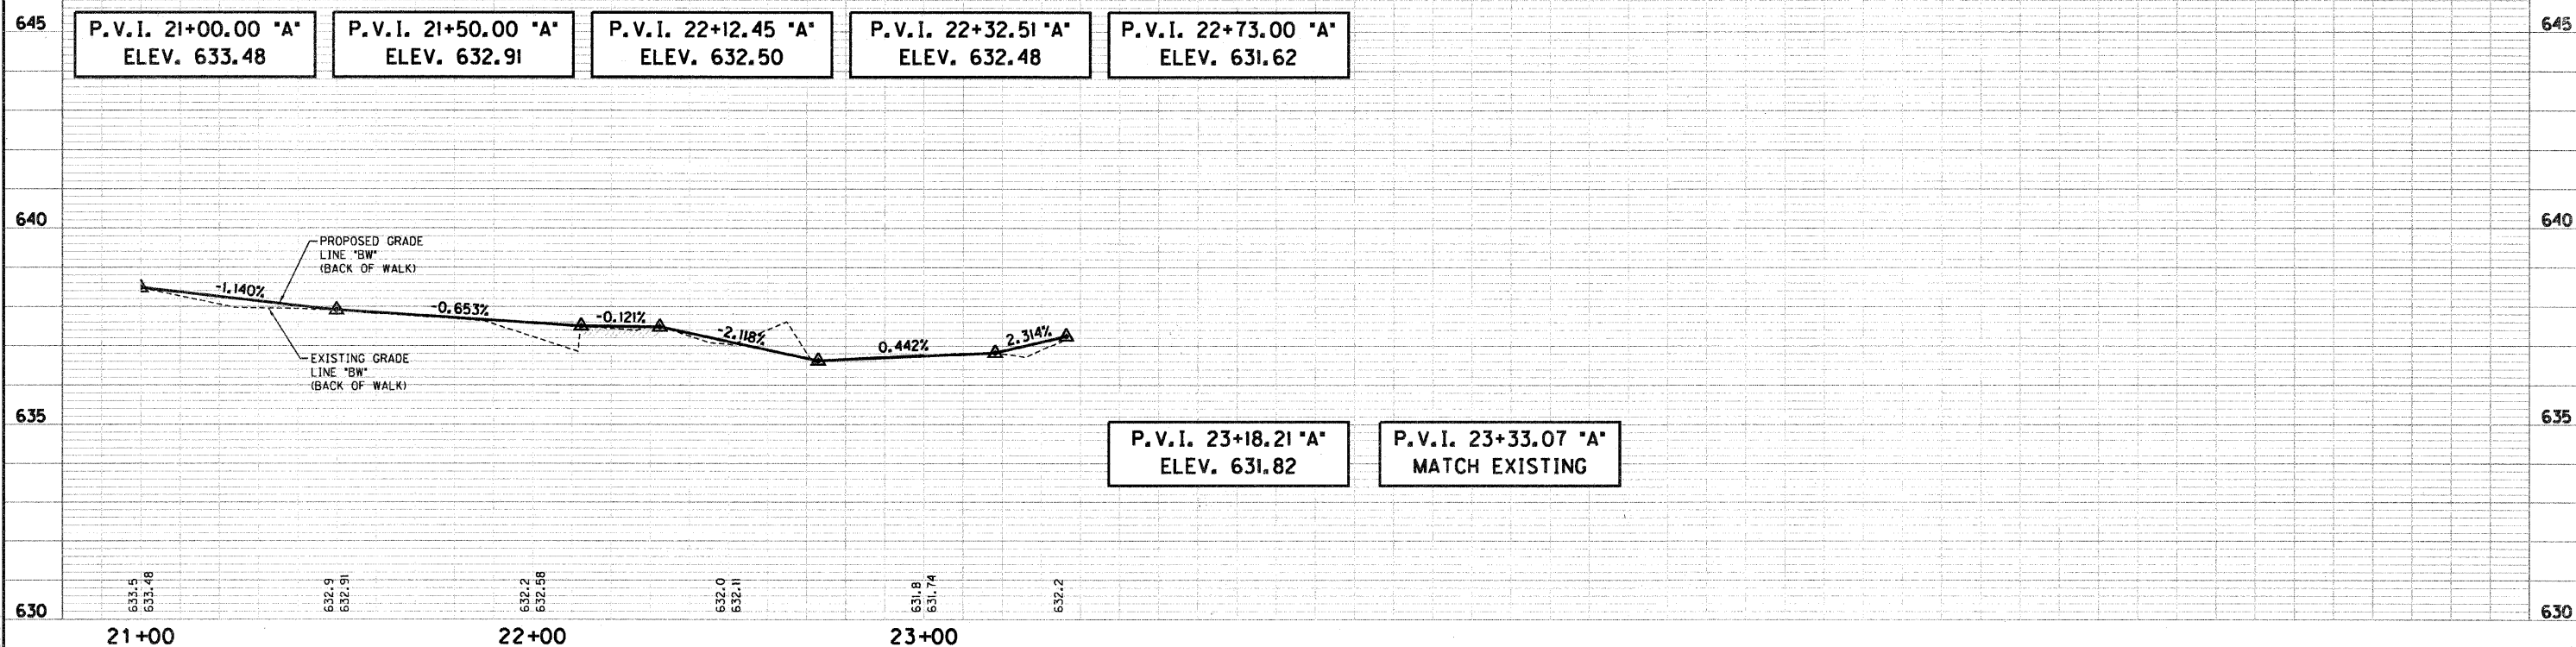 645
P.V.I. 21+00.00 "A"
ELEV. 633.48
P.V.I. 21+50.00 "A"
ELEV. 632.91
P.V.I. 22+12.45 "A"
ELEV. 632.50
P.V.I. 22+32.51 "A"
ELEV. 632.48
P.V.I. 22+73.00 "A"
ELEV. 631.62
645
640
640
PROPOSED GRADE
LINE "BW"
(BACK OF WALK)
-1.140%
-0.653%
-0.121%
-2.118%
0.442%
2.314%
EXISTING GRADE
LINE "BW"
(BACK OF WALK)
635
635
P.V.I. 23+18.21 "A"
ELEV. 631.82
P.V.I. 23+33.07 "A"
MATCH EXISTING
633.5
633.48
632.9
632.91
632.2
632.58
632.0
632.11
631.8
631.74
632.2
630
630
21+00
22+00
23+00